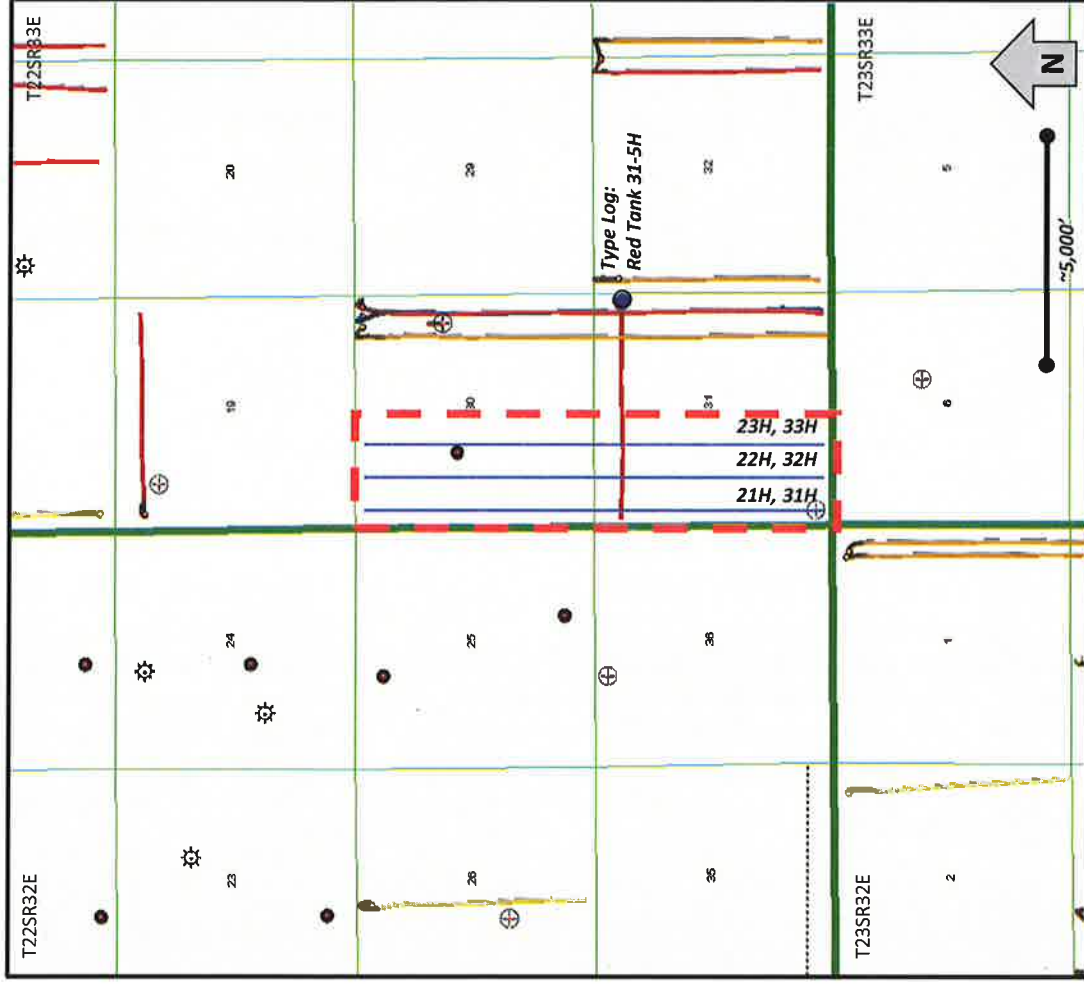 T22SR32E
T22SR33E
23
24
19
20
26
25
30
29
Type Log:
Red Tank 31-5H
35
36
31
32
23H, 33H
22H, 32H
21H, 31H
T23SR32E
T23SR33E
2
1
6
5
~5,000'
N